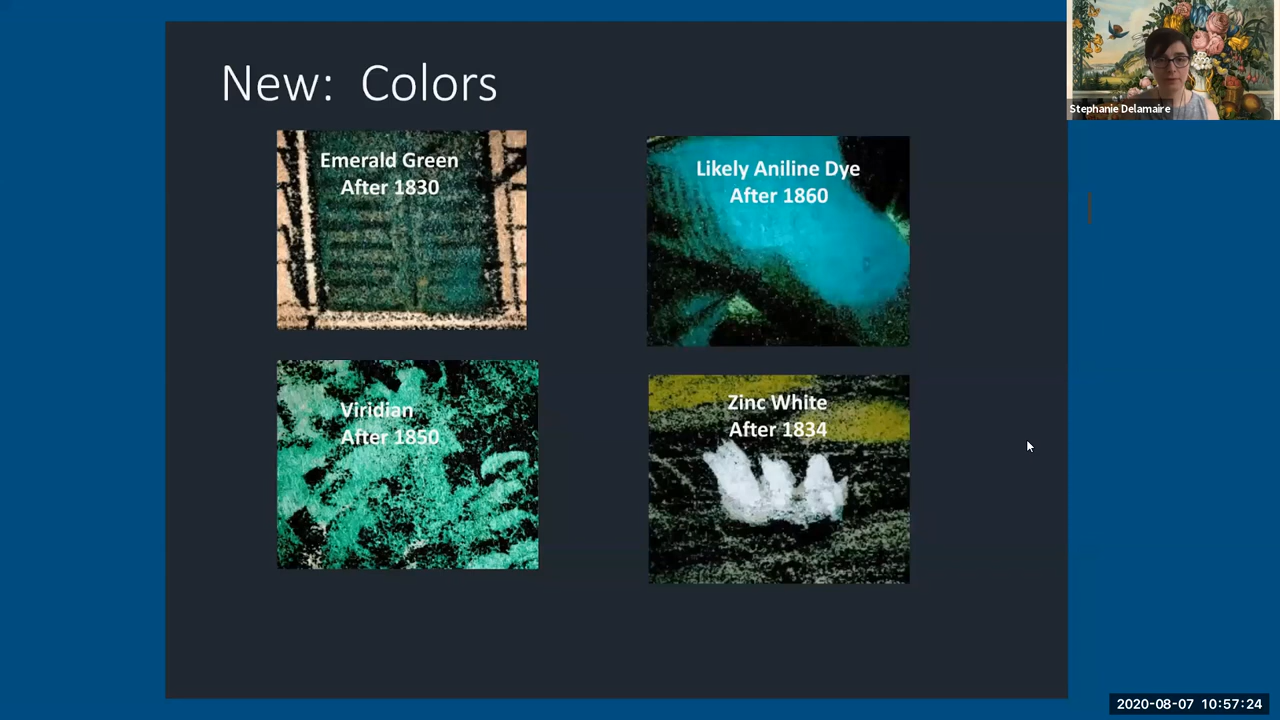 New: Colors
Stephanie Delamaire
Emerald Green
After 1830
Likely Aniline Dye
After 1860
Viridian
After 1850
Zinc White
After 1834
2020-08-07 10:57:24